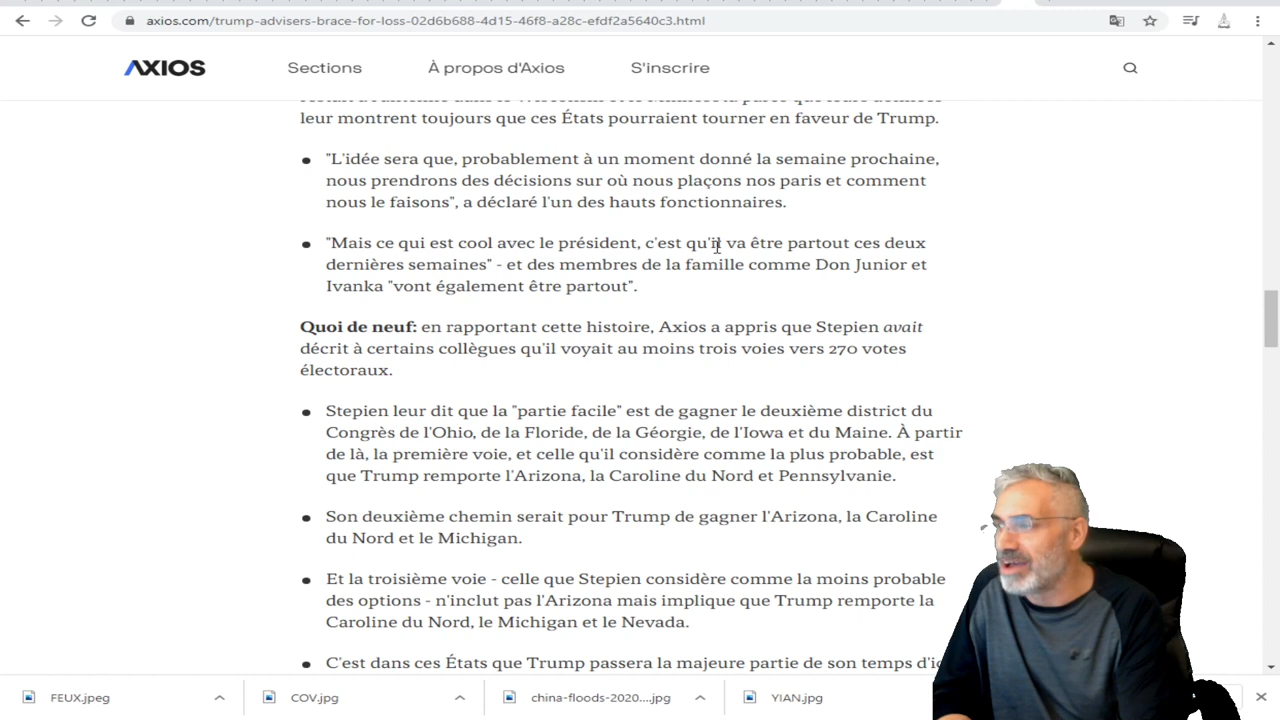 axios.com/trump-advisers-brace-for-loss-02d6b688-4d15-46f8-a28c-efdf2a5640c3.html
AXIOS Sections À propos d'Axios S'inscrire
leur montrent toujours que ces États pourraient tourner en faveur de Trump.
"L'idée sera que, probablement à un moment donné la semaine prochaine,
nous prendrons des décisions sur où nous plaçons nos paris et comment
nous le faisons", a déclaré l'un des hauts fonctionnaires.
"Mais ce qui est cool avec le président, c'est qu'il va être partout ces deux
dernières semaines" - et des membres de la famille comme Don Junior et
Ivanka "vont également être partout".
Quoi de neuf: en rapportant cette histoire, Axios a appris que Stepien avait
décrit à certains collègues qu'il voyait au moins trois voies vers 270 votes
électoraux.
Stepien leur dit que la "partie facile" est de gagner le deuxième district du
Congrès de l'Ohio, de la Floride, de la Géorgie, de l'Iowa et du Maine. À partir
de là, la première voie, et celle qu'il considère comme la plus probable, est
que Trump remporte l'Arizona, la Caroline du Nord et Pennsylvanie.
Son deuxième chemin serait pour Trump de gagner l'Arizona, la Caroline
du Nord et le Michigan.
Et la troisième voie - celle que Stepien considère comme la moins probable
des options - n'inclut pas l'Arizona mais implique que Trump remporte la
Caroline du Nord, le Michigan et le Nevada.
C'est dans ces États que Trump passera la majeure partie de son temps
FEUX.jpeg COV.jpg china-floods-2020....jpg YIAN.jpg